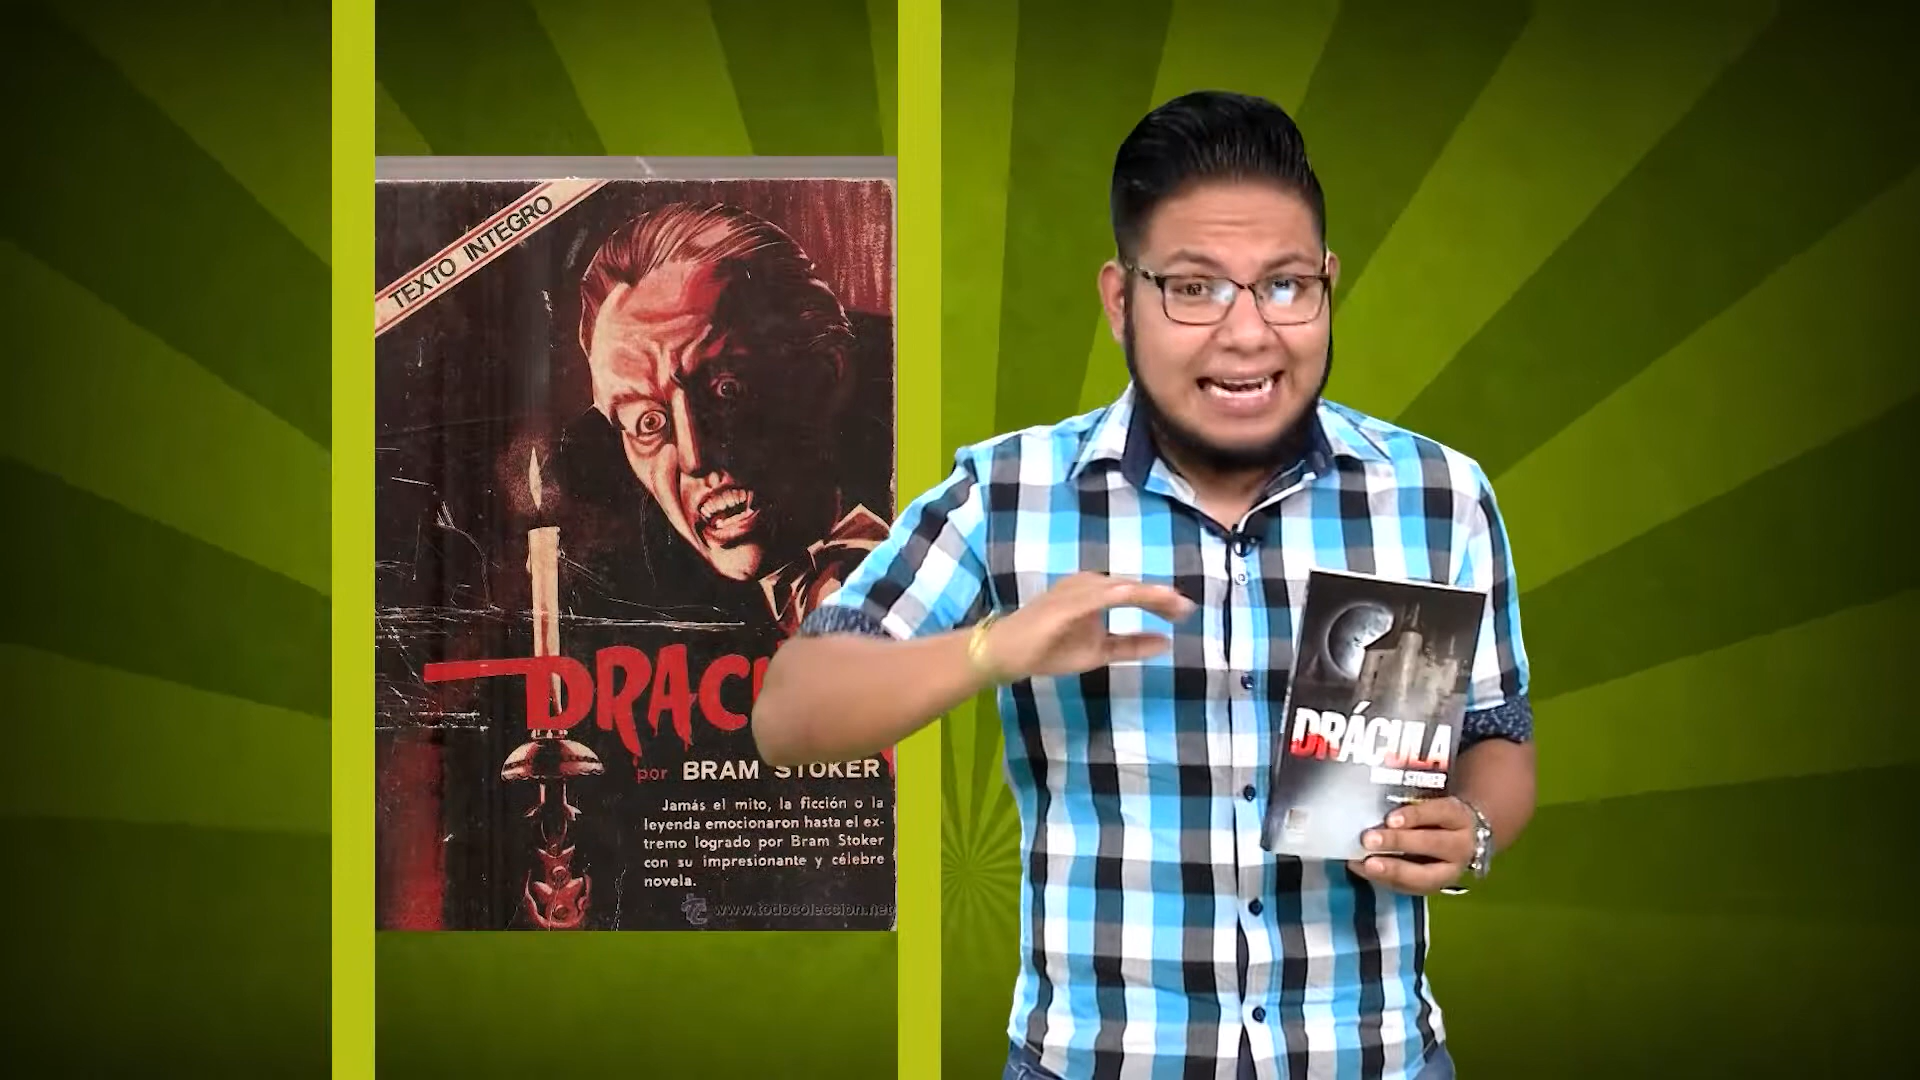 TEXTO INTEGRO
DRAC
por BRAM STOKER
Jamás el mito, la ficción o la
leyenda emocionaron hasta el ex-
tremo logrado por Bram Stoker
con su impresionante y célebre
novela.
www.todocoleccion.net
DRÁCULA
BRAM STOKER